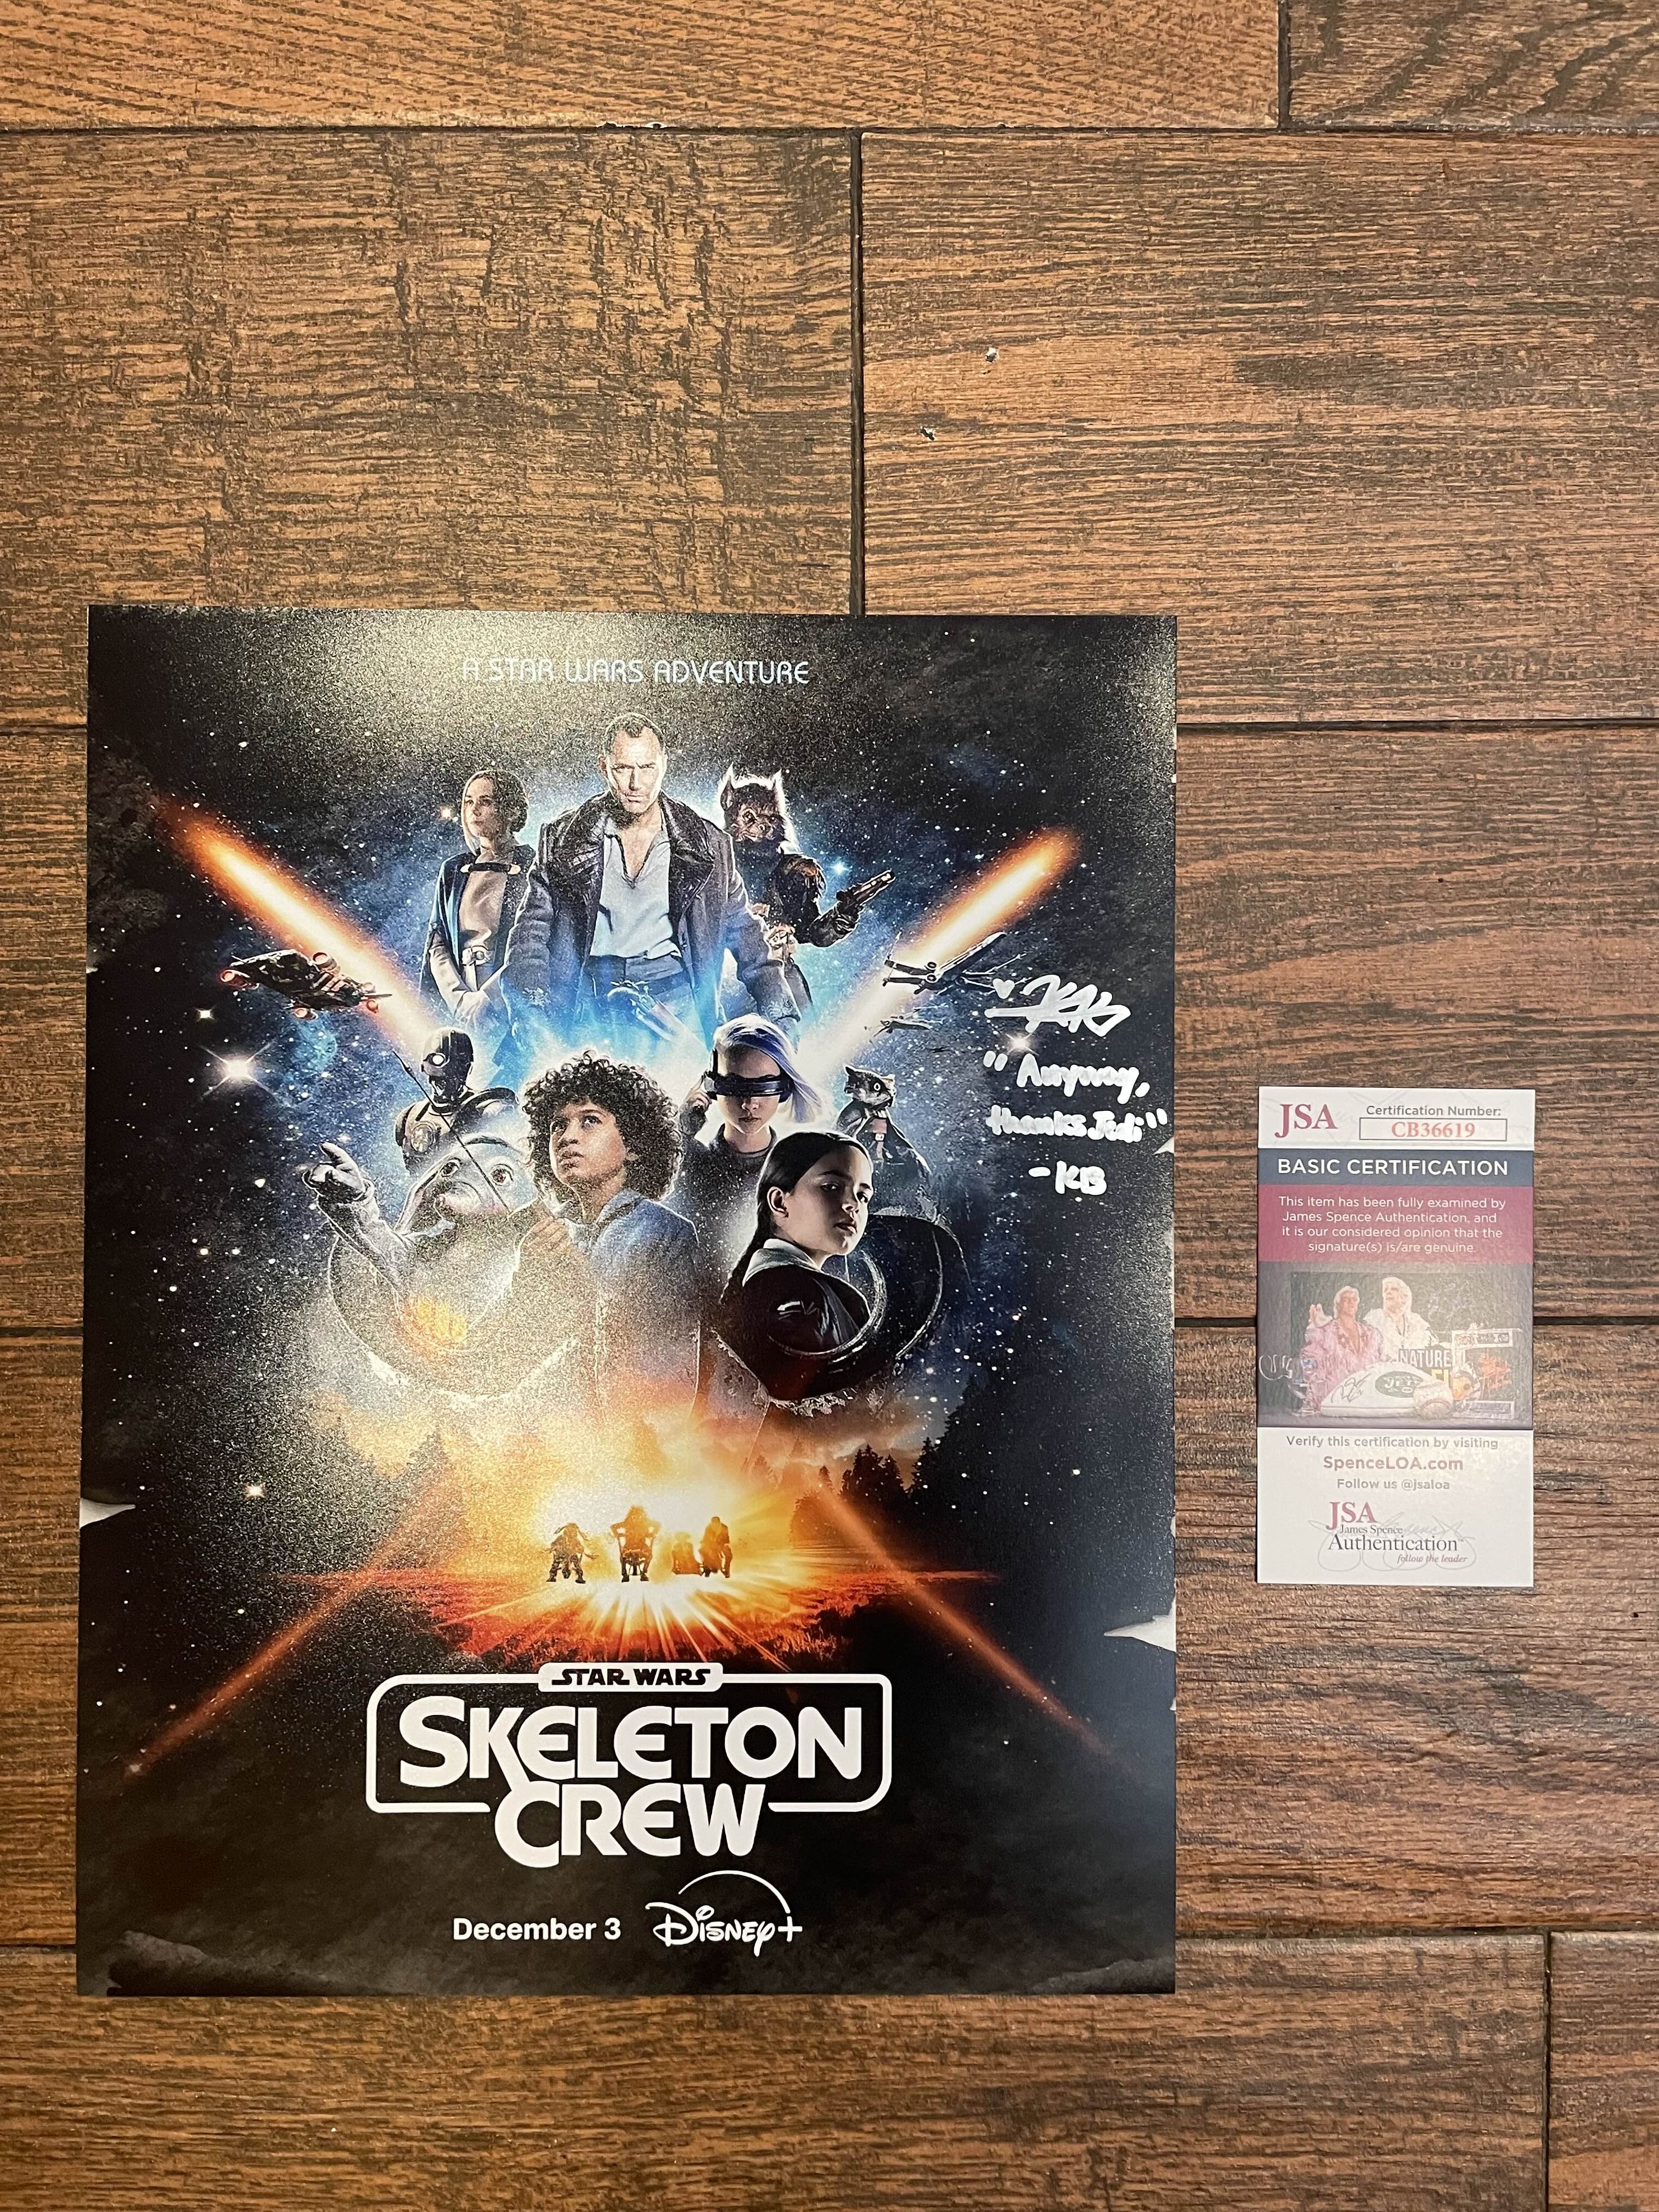 A STAR WARS ADVENTURE
"Anyway,
thanks Jedi"
-KB
STAR WARS
SKELETON
CREW
December 3 Disney+
JSA
Certification Number:
CB36619
BASIC CERTIFICATION
This item has been fully examined by
James Spence Authentication, and
it is our considered opinion that the
signature(s) is/are genuine.
NATURE
JETS
Verify this certification by visiting
SpenceLOA.com
Follow us @jsaloa
JSA
James Spence
Authentication
follow the leader